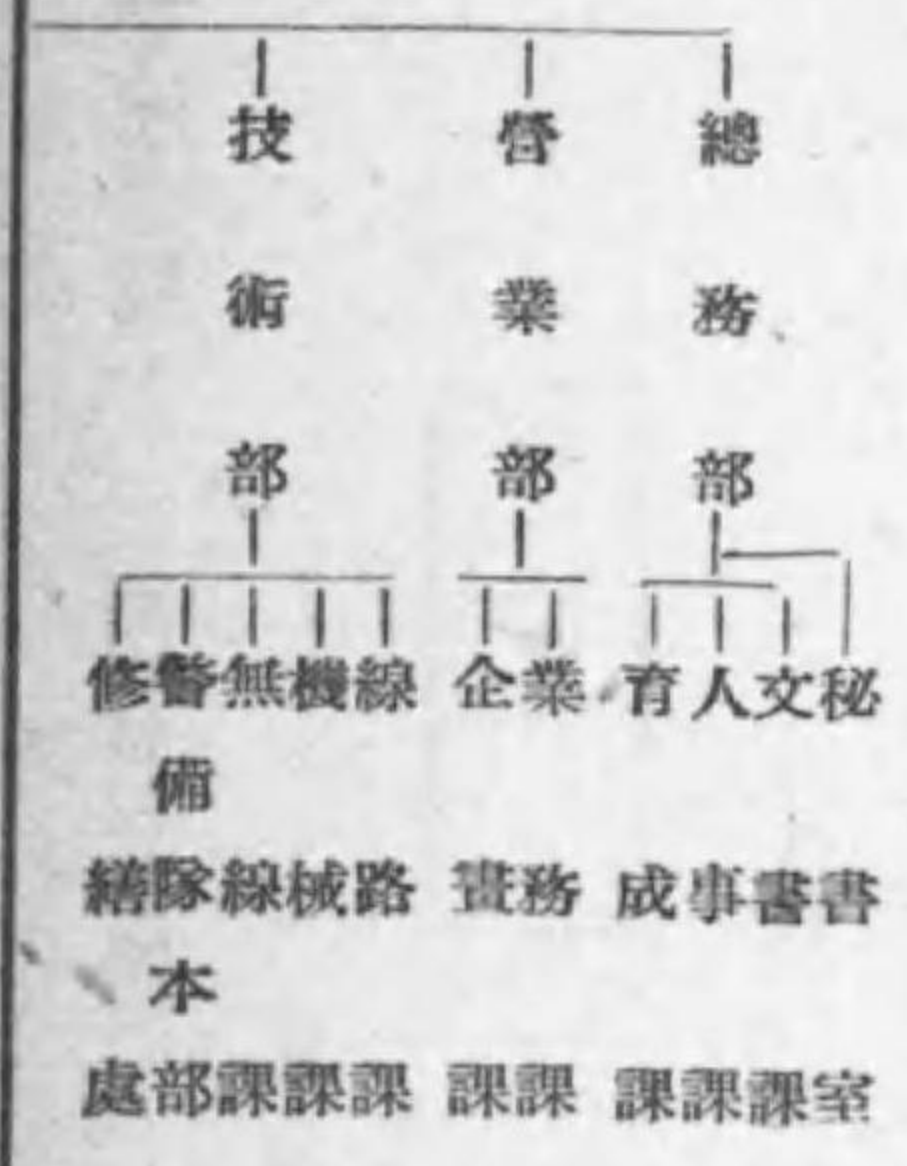 總務部
秘書室
文書課
人事課
育成課
營業部
業務課
企畫課
技術部
線路課
機械課
無線課
警備隊本部
修繕處